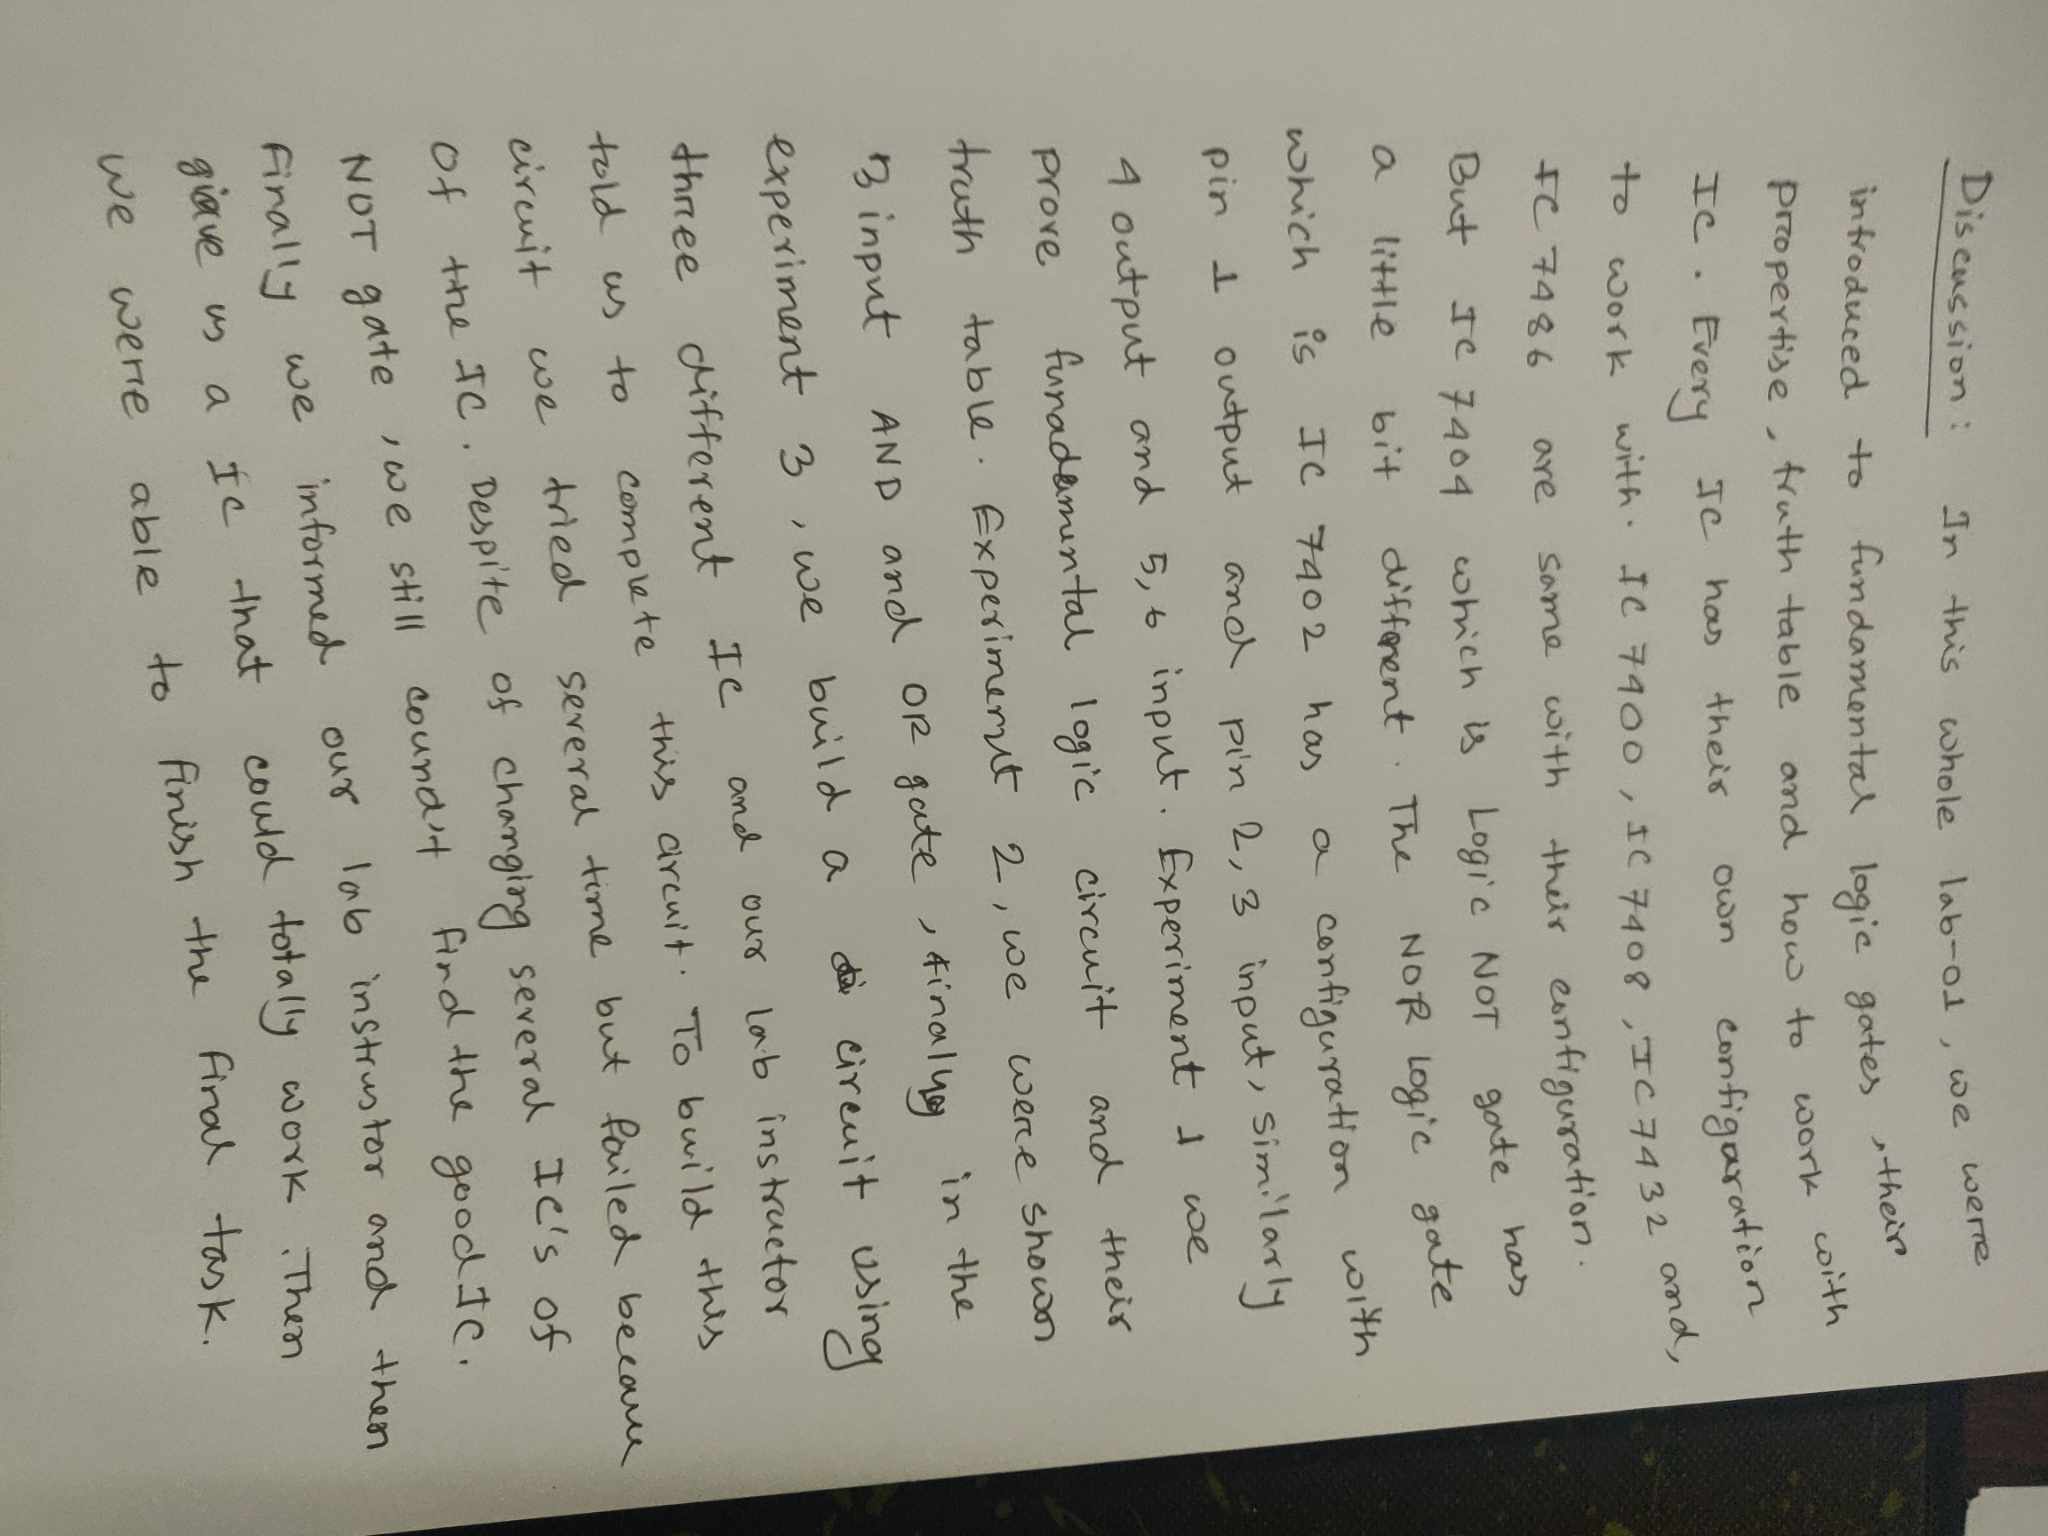 Discussion: In this whole lab-01, we were
introduced to fundamental logic gates, their
propertise, truth table and how to work with
IC. Every IC has their own configuration
to work with. IC 7400, IC 7408, IC 7432 and,
IC 7486 are same with their configuration.
But IC 7404 which is Logic NOT gate has
a little bit different. The NOR logic gate
which is IC 7402 has a configuration with
pin 1 output and pin 2,3 input, similarly
4 output and 5,6 input. Experiment 1 we
prove funadamental logic circuit and their
truth table. Experiment 2, we were shown
3 input AND and OR gate, finally in the
experiment 3, we build a circuit using
three different IC and our lab instructor
told us to complete this circuit. To build this
circuit we tried several time but failed because
of the IC. Despite of changing several IC's of
NOT gate, we still coundn't find the good IC.
Finally we informed our lab instrustor and then
give us a IC that could totally work. Then
we were able to finish the final task.